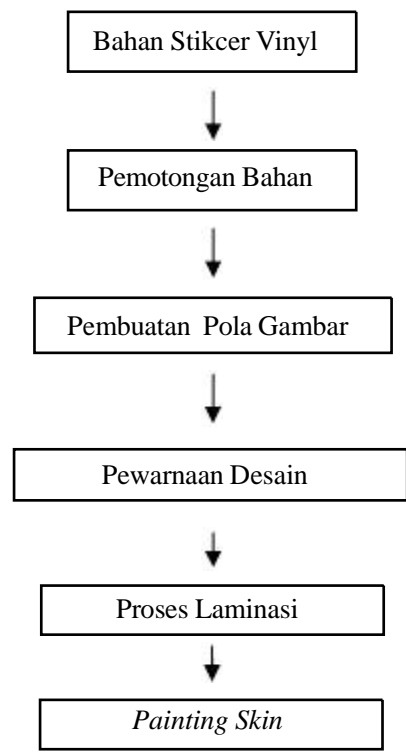 Bahan Stikcer Vinyl
Pemotongan Bahan
Pembuatan Pola Gambar
Pewarnaan Desain
Proses Laminasi
Painting Skin